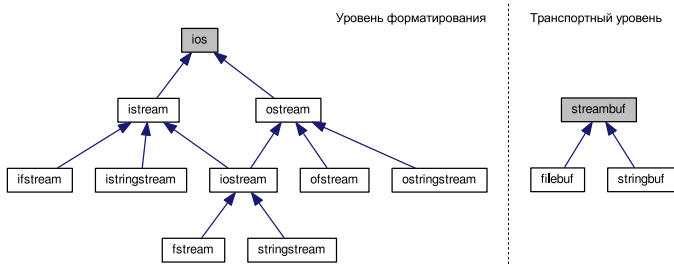 Уровень форматирования
Транспортный уровень
ios
istream
ostream
streambuf
ifstream
istringstream
iostream
ofstream
ostringstream
filebuf
stringbuf
fstream
stringstream